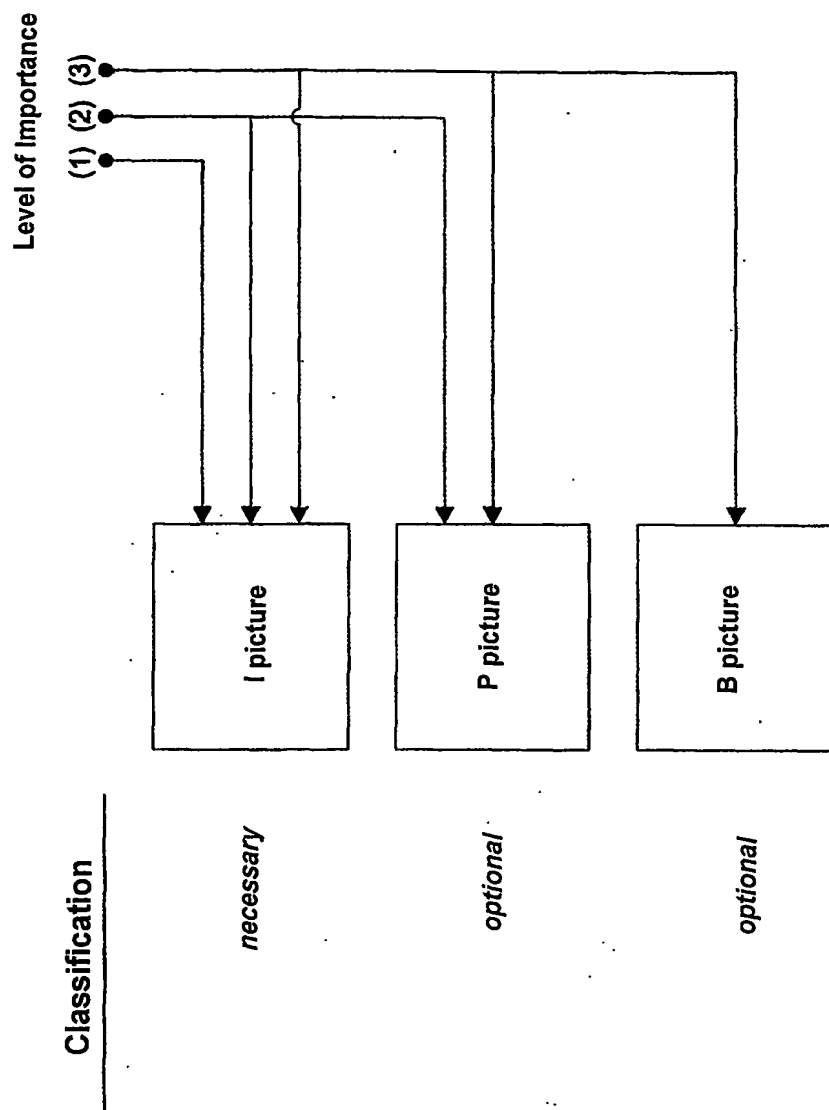 Level of Importance
(1) (2) (3)
Classification
necessary
I picture
optional
P picture
optional
B picture